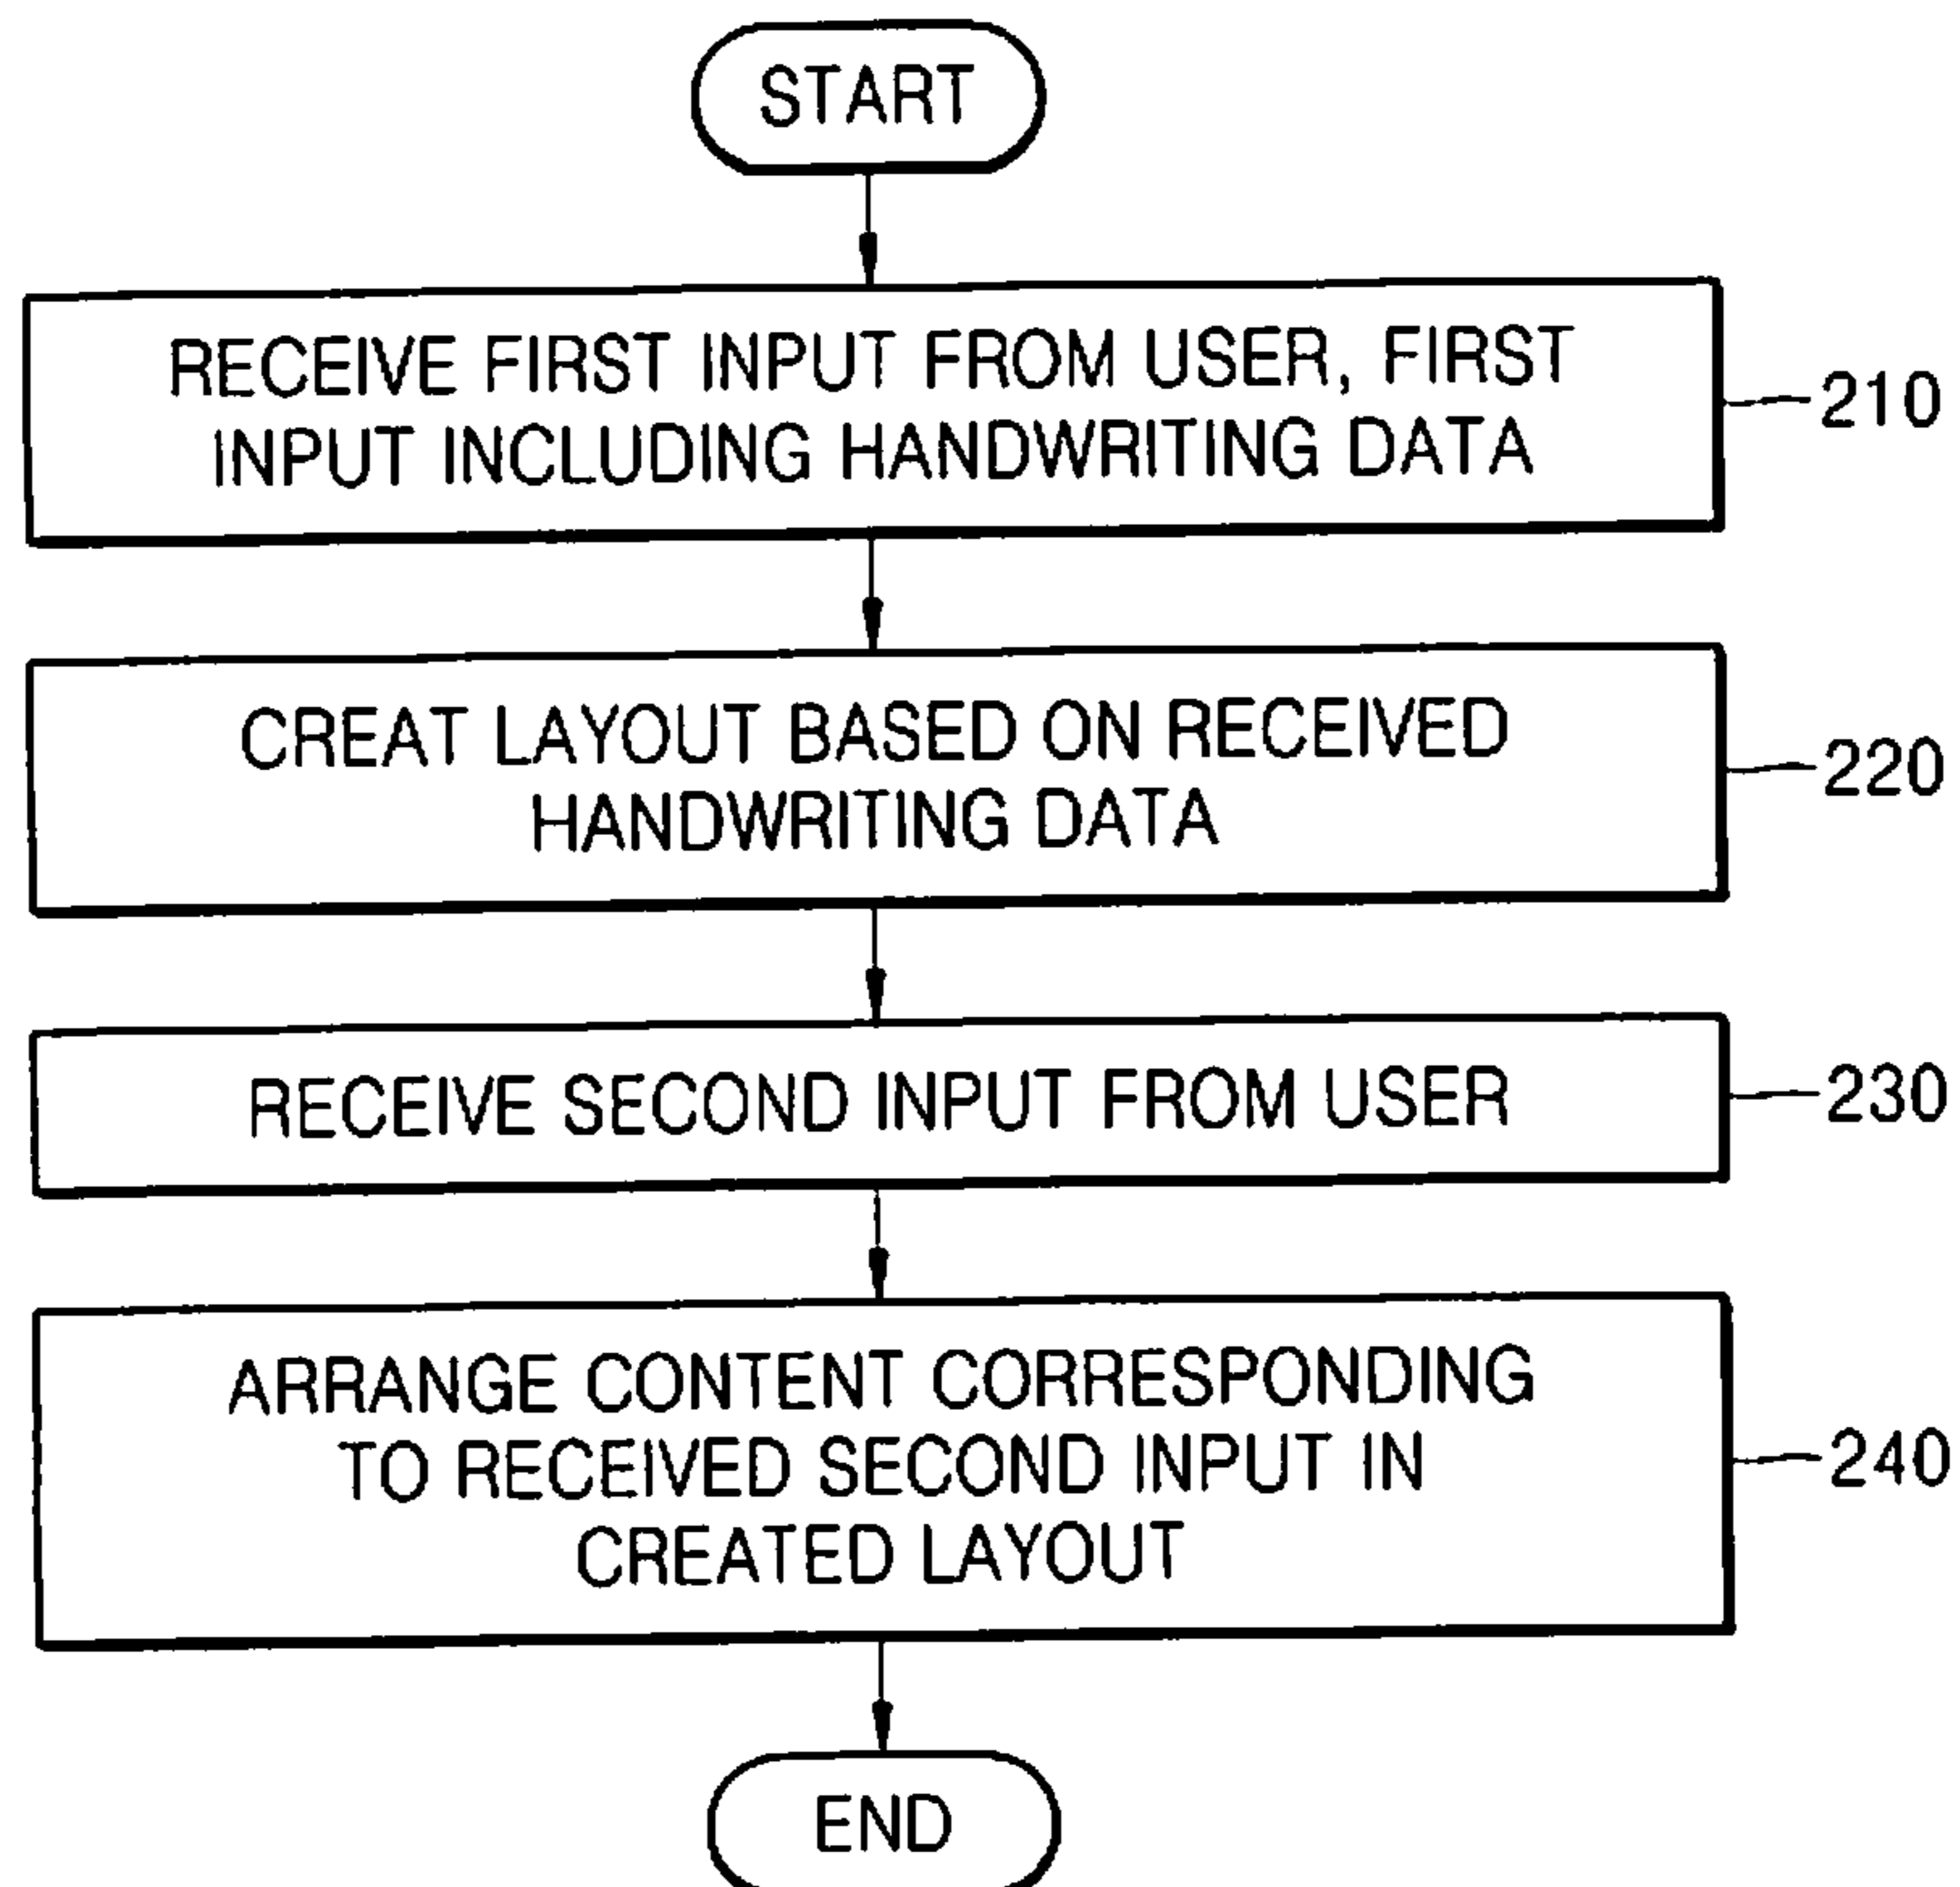 START
RECEIVE FIRST INPUT FROM USER, FIRST
INPUT INCLUDING HANDWRITING DATA
210
CREAT LAYOUT BASED ON RECEIVED
HANDWRITING DATA
220
RECEIVE SECOND INPUT FROM USER
230
ARRANGE CONTENT CORRESPONDING
TO RECEIVED SECOND INPUT IN
CREATED LAYOUT
240
END